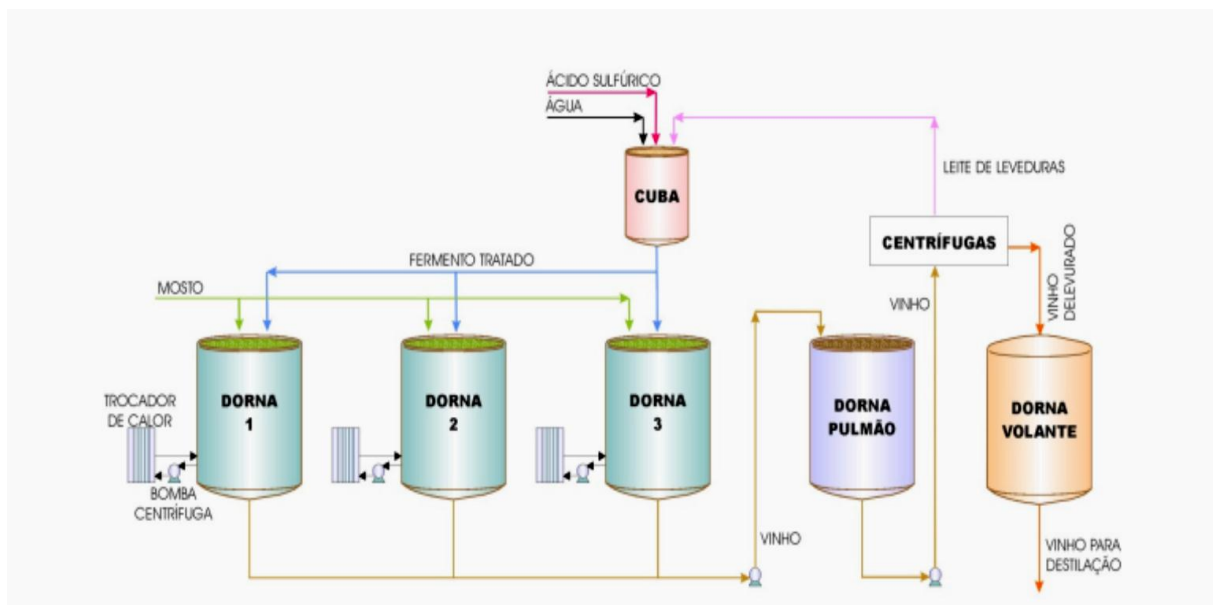 ÁCIDO SULFÚRICO
ÁGUA
CUBA
LEITE DE LEVEDURAS
CENTRÍFUGAS
VINHO
DELEVURADO
FERMENTO TRATADO
MOSTO
VINHO
TROCADOR
DE CALOR
DORNA
1
DORNA
2
DORNA
3
DORNA
PULMÃO
DORNA
VOLANTE
BOMBA
CENTRÍFUGA
VINHO
VINHO PARA
DESTILAÇÃO